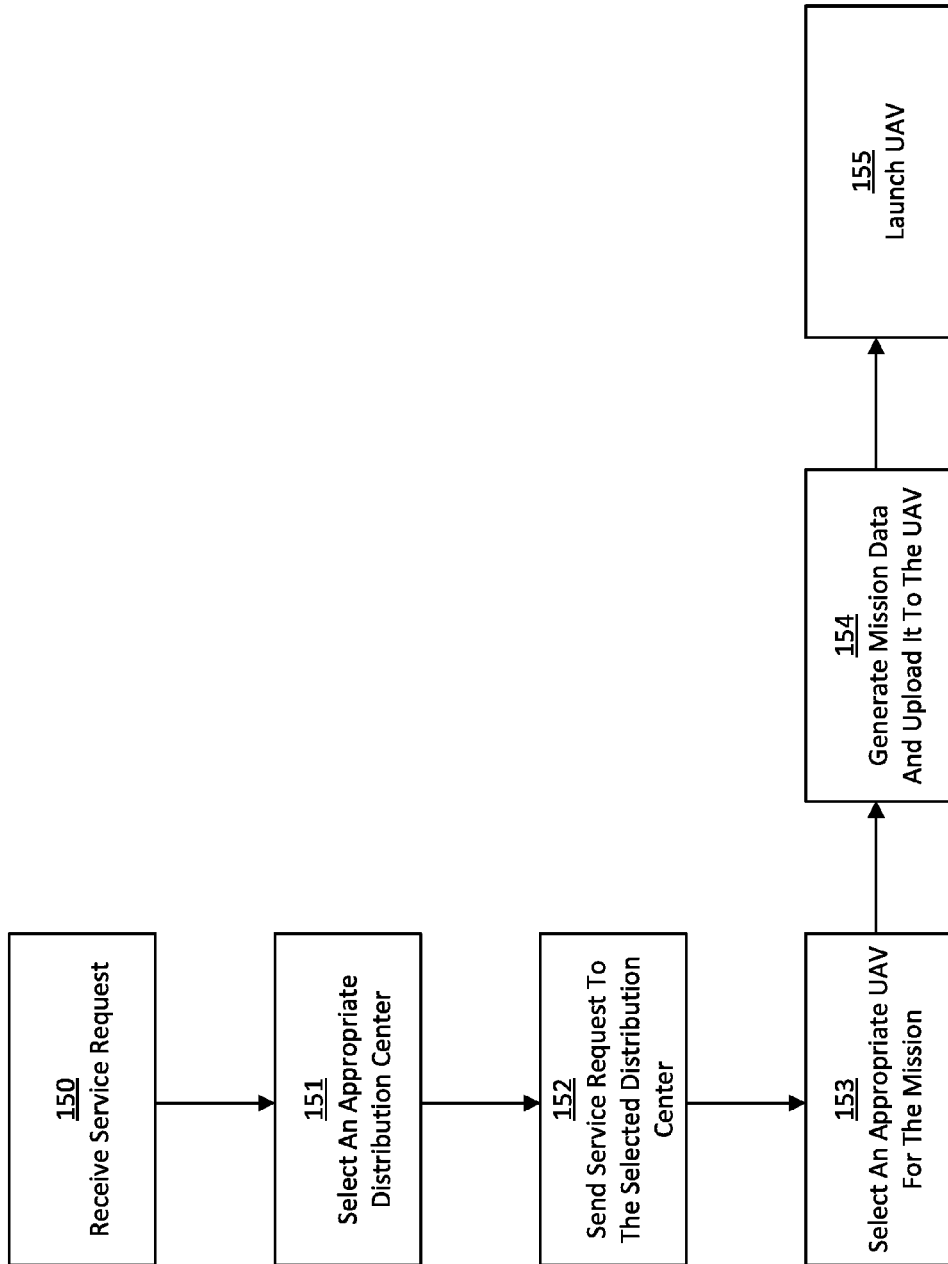 150
Receive Service Request
151
Select An Appropriate
Distribution Center
152
Send Service Request To
The Selected Distribution
Center
153
Select An Appropriate UAV
For The Mission
154
Generate Mission Data
And Upload It To The UAV
155
Launch UAV